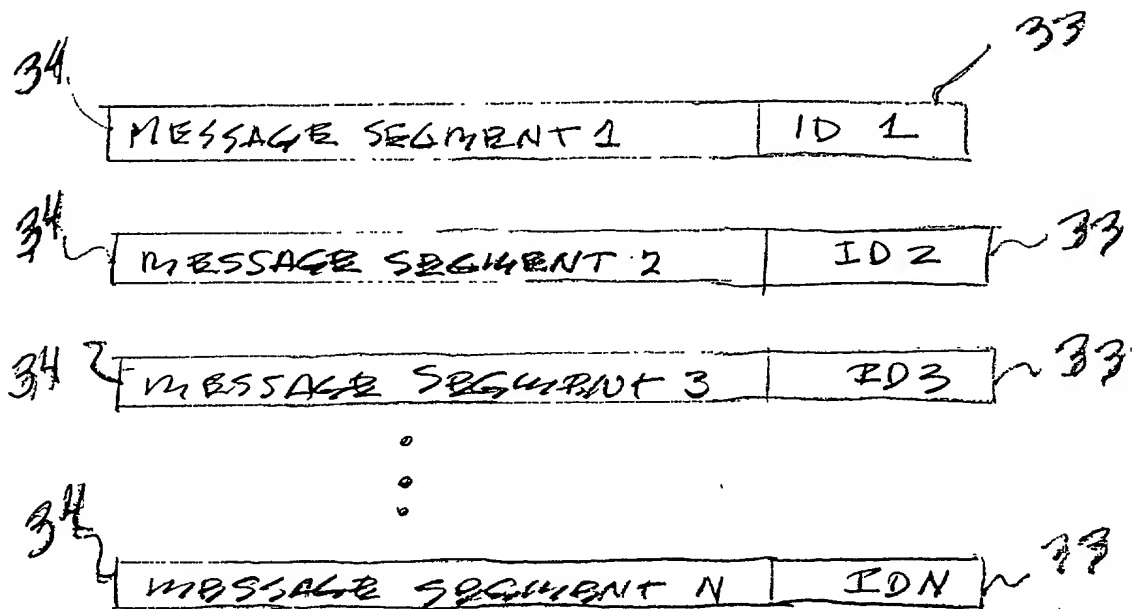 34 MESSAGE SEGMENT 1 ID 1 33
34 MESSAGE SEGMENT 2 ID 2 33
34 MESSAGE SEGMENT 3 ID3 33
34 MESSAGE SEGMENT N IDN 33